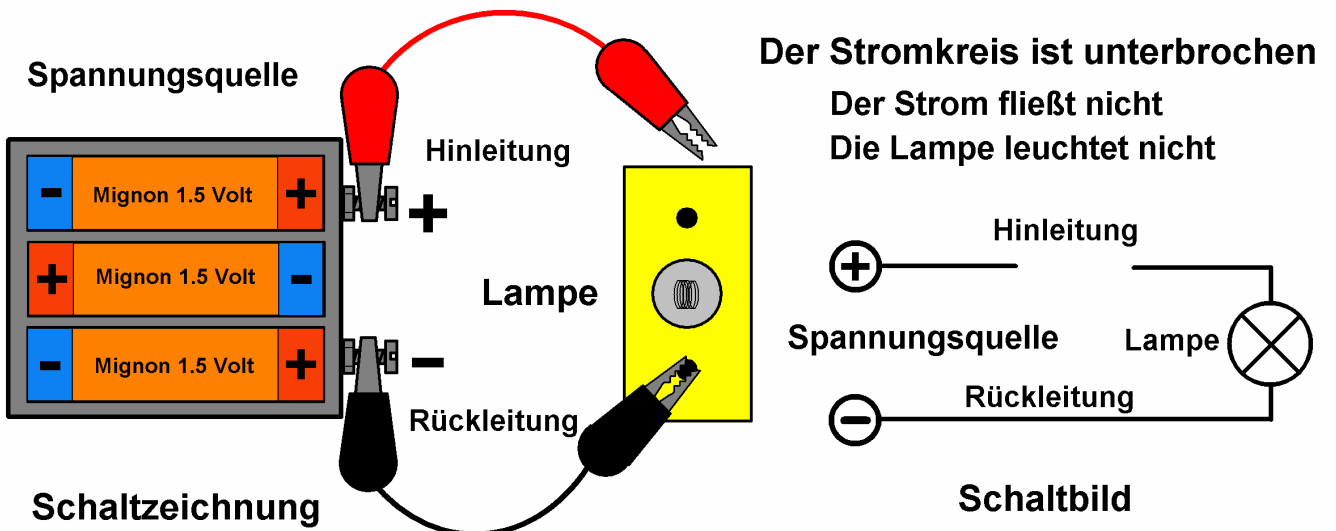 Spannungsquelle
- Mignon 1.5 Volt +
+ Mignon 1.5 Volt -
- Mignon 1.5 Volt +
Hinleitung
+
Lampe
-
Rückleitung
Schaltzeichnung
Der Stromkreis ist unterbrochen
Der Strom fließt nicht
Die Lampe leuchtet nicht
Hinleitung
+
Spannungsquelle
Lampe
Rückleitung
-
Schaltbild